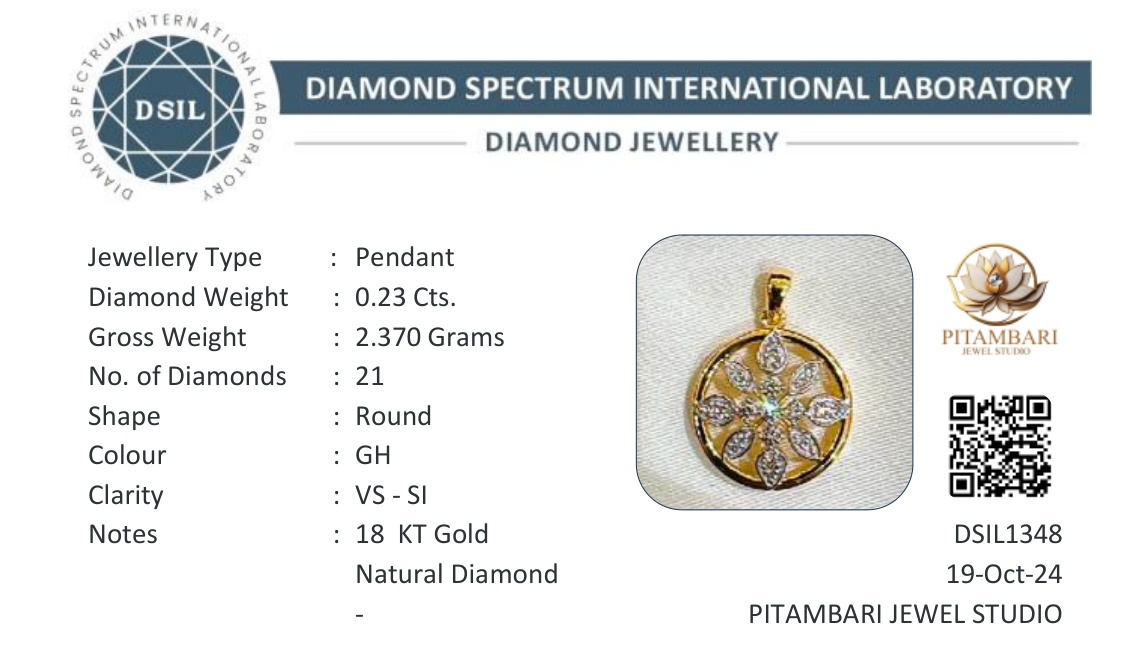 DIAMOND SPECTRUM INTERNATIONAL LABORATORY
DSIL
DIAMOND SPECTRUM INTERNATIONAL LABORATORY
DIAMOND JEWELLERY
Jewellery Type : Pendant
Diamond Weight : 0.23 Cts.
Gross Weight : 2.370 Grams
No. of Diamonds : 21
Shape : Round
Colour : GH
Clarity : VS - SI
Notes : 18 KT Gold
Natural Diamond
-
PITAMBARI
JEWEL STUDIO
DSIL1348
19-Oct-24
PITAMBARI JEWEL STUDIO